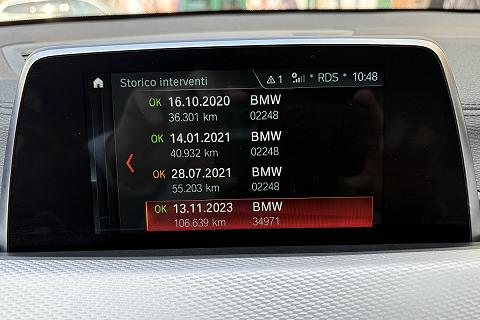 Storico interventi 1 * RDS * 10:48
OK 16.10.2020 BMW
36.301 km 02248
OK 14.01.2021 BMW
40.932 km 02248
OK 28.07.2021 BMW
55.203 km 02248
OK 13.11.2023 BMW
106.639 km 34971